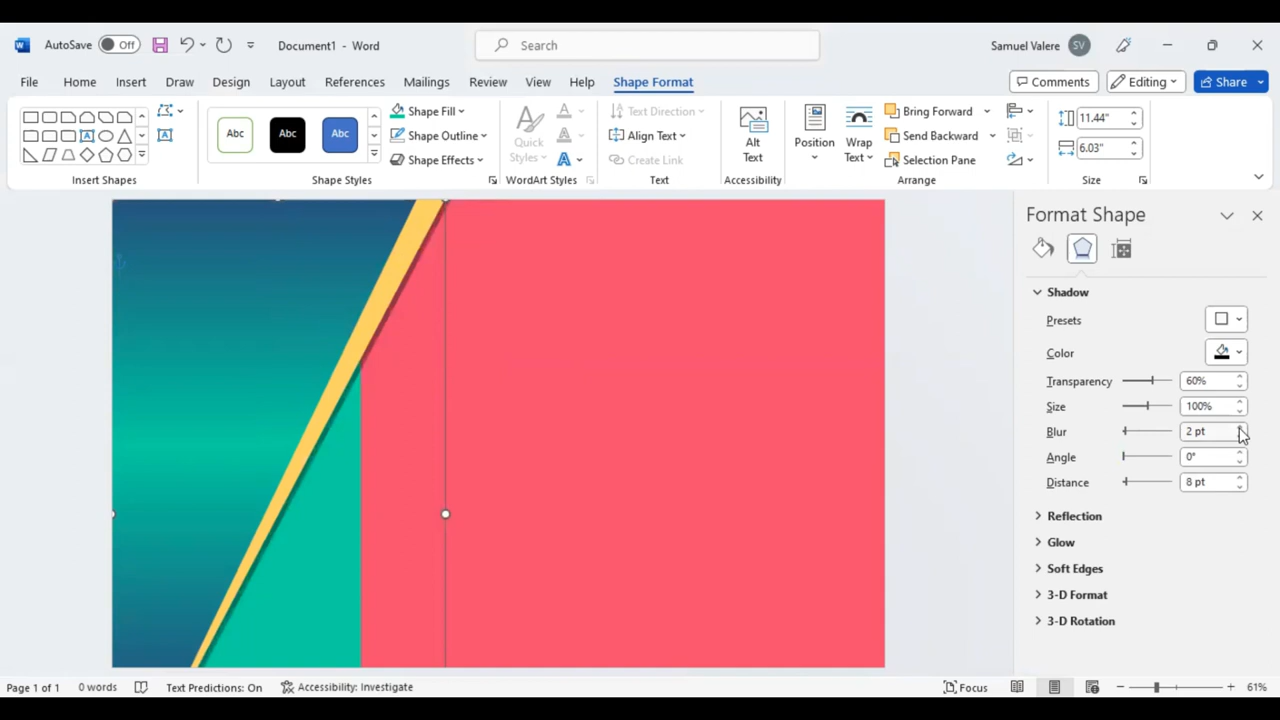 AutoSave Off Document1 - Word Search Samuel Valere SV
File Home Insert Draw Design Layout References Mailings Review View Help Shape Format Comments Editing Share
Abc Abc Abc
Shape Fill
Shape Outline
Shape Effects
Quick
Styles
A
A
A
Text Direction
Align Text
Create Link
Alt
Text
Position
Wrap
Text
Bring Forward
Send Backward
Selection Pane
11.44"
6.03"
Insert Shapes Shape Styles WordArt Styles Text Accessibility Arrange Size
Format Shape
Shadow
Presets
Color
Transparency 60%
Size 100%
Blur 2 pt
Angle 0°
Distance 8 pt
Reflection
Glow
Soft Edges
3-D Format
3-D Rotation
Page 1 of 1 0 words Text Predictions: On Accessibility: Investigate Focus 61%